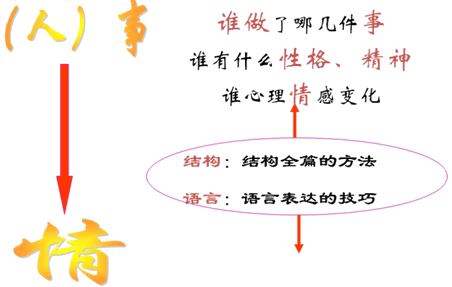 (人) 事
谁做了哪几件事
谁有什么性格、精神
谁心理情感变化
结构：结构全篇的方法
语言：语言表达的技巧
情